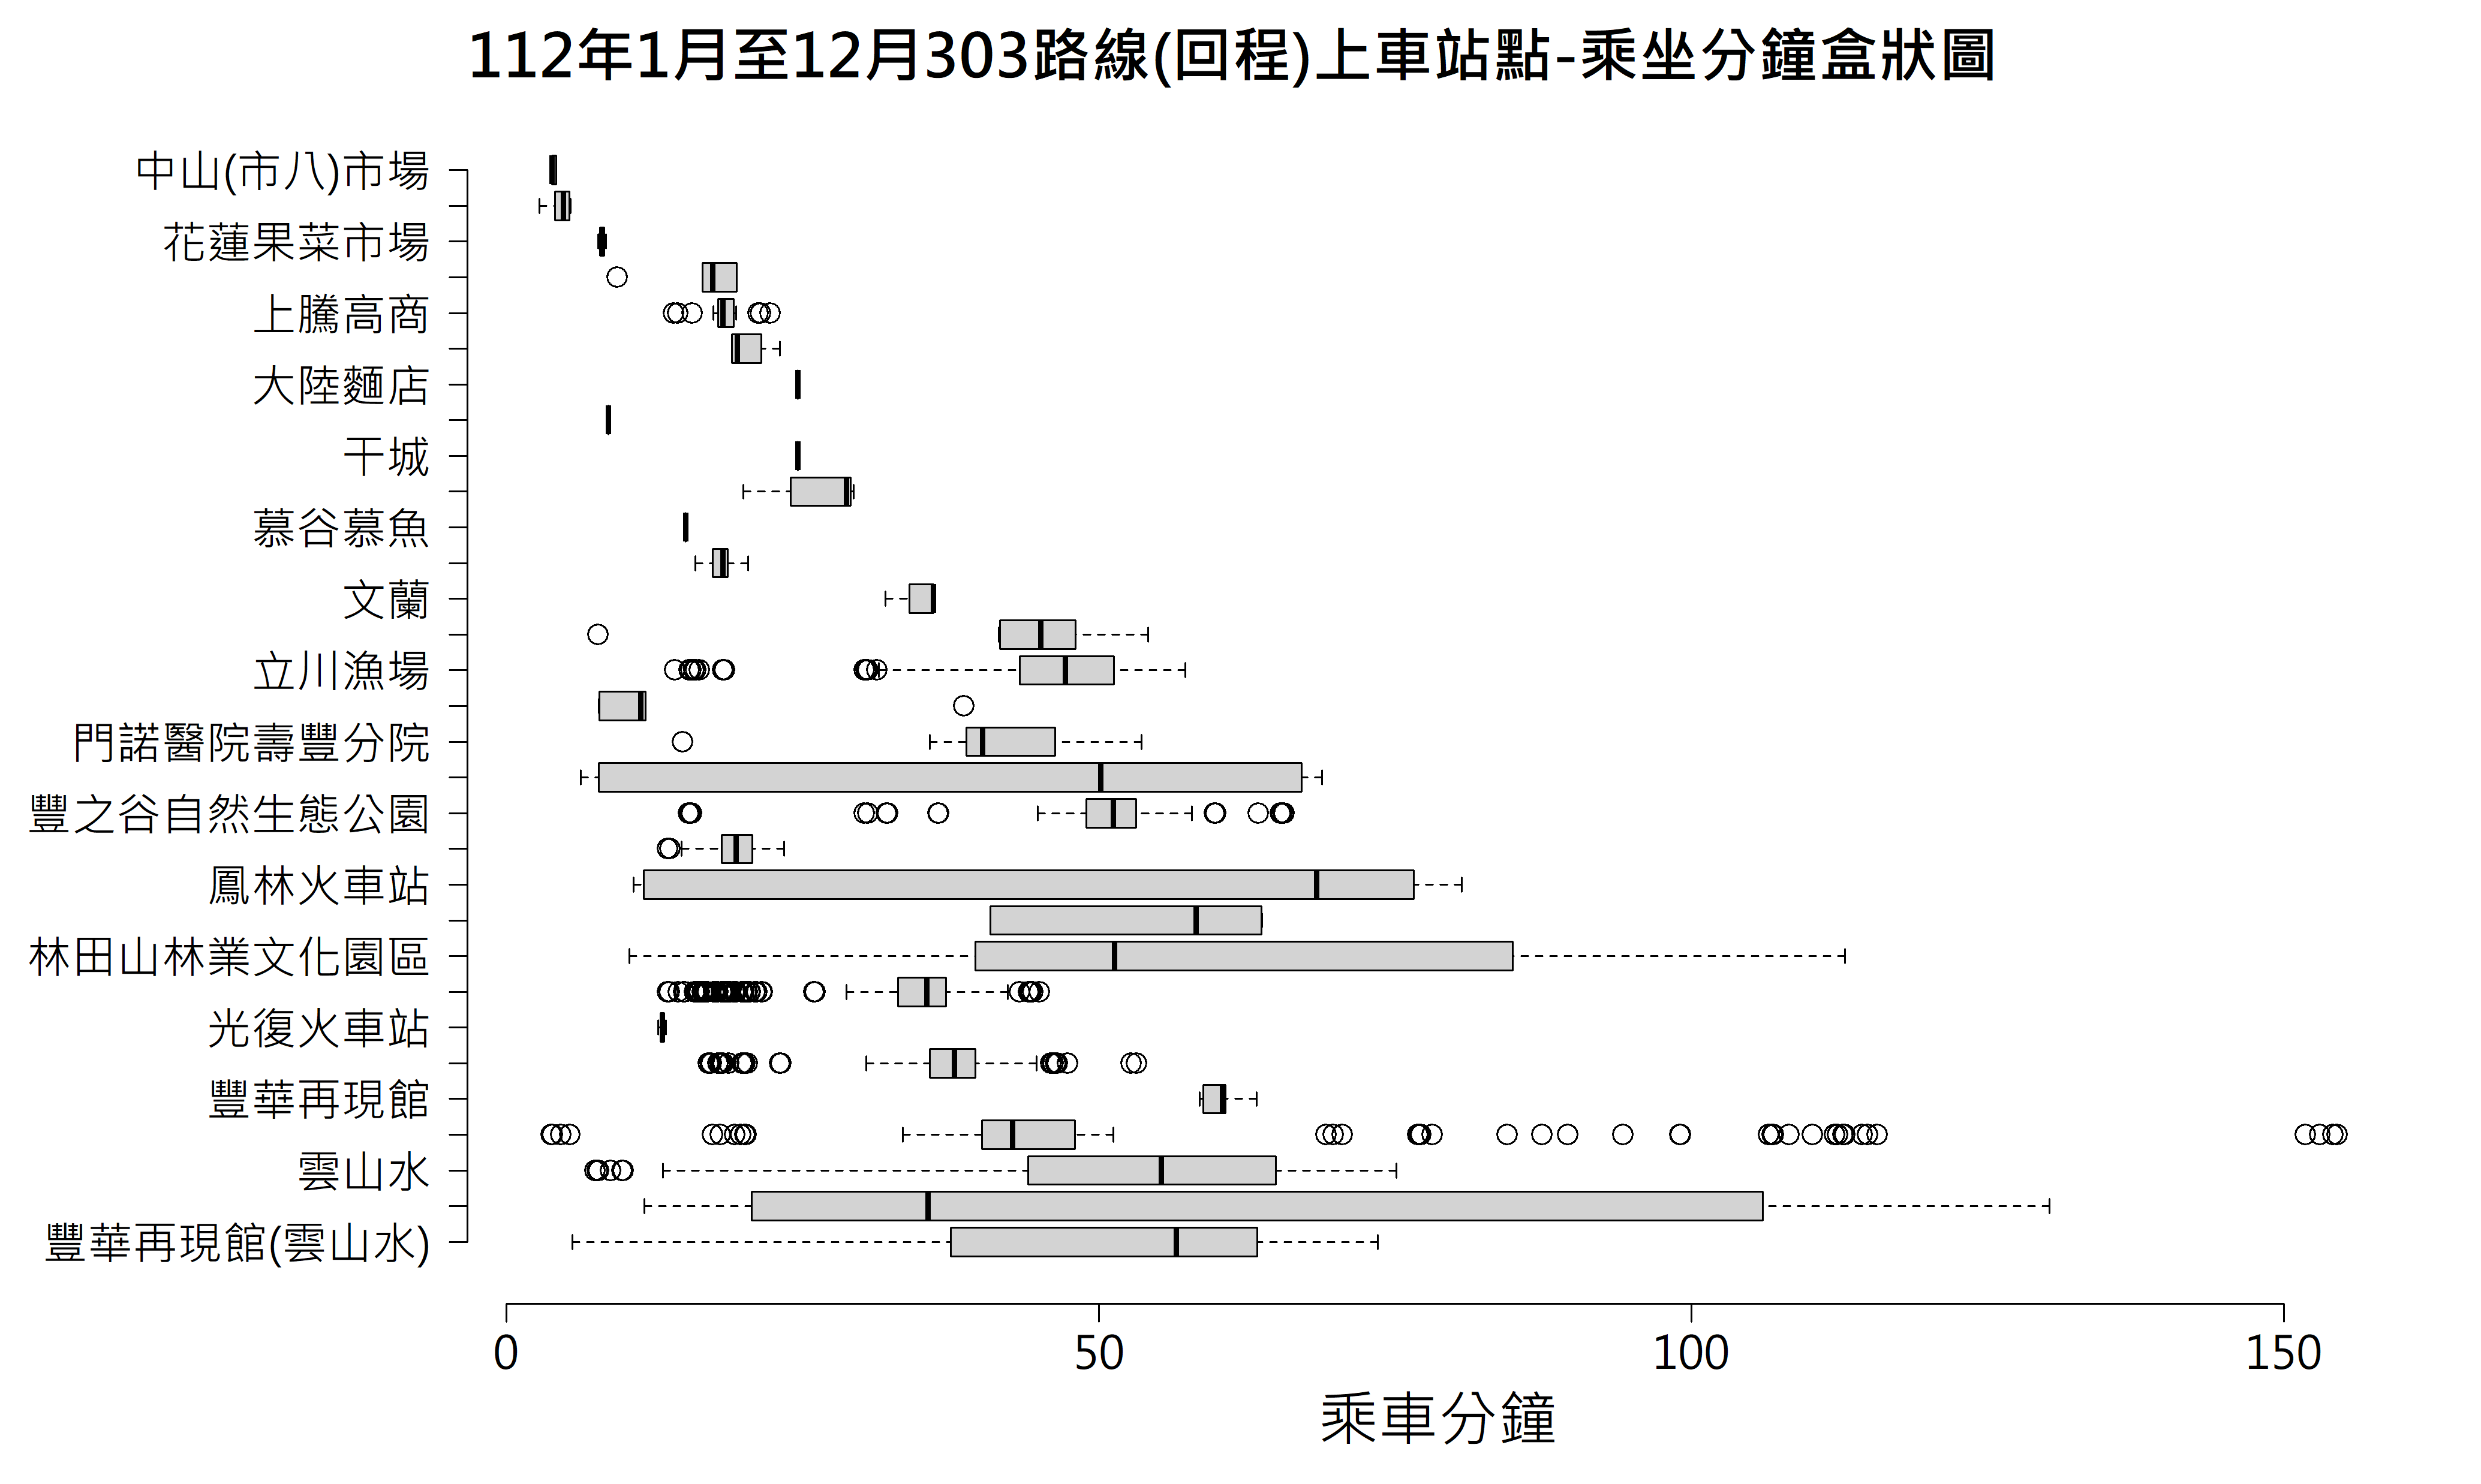 112年1月至12月303路線(回程)上車站點-乘坐分鐘盒狀圖
中山(市八)市場
花蓮果菜市場
上騰高商
大陸麵店
干城
慕谷慕魚
文蘭
立川漁場
門諾醫院壽豐分院
豐之谷自然生態公園
鳳林火車站
林田山林業文化園區
光復火車站
豐華再現館
雲山水
豐華再現館(雲山水)
0 50 100 150
乘車分鐘